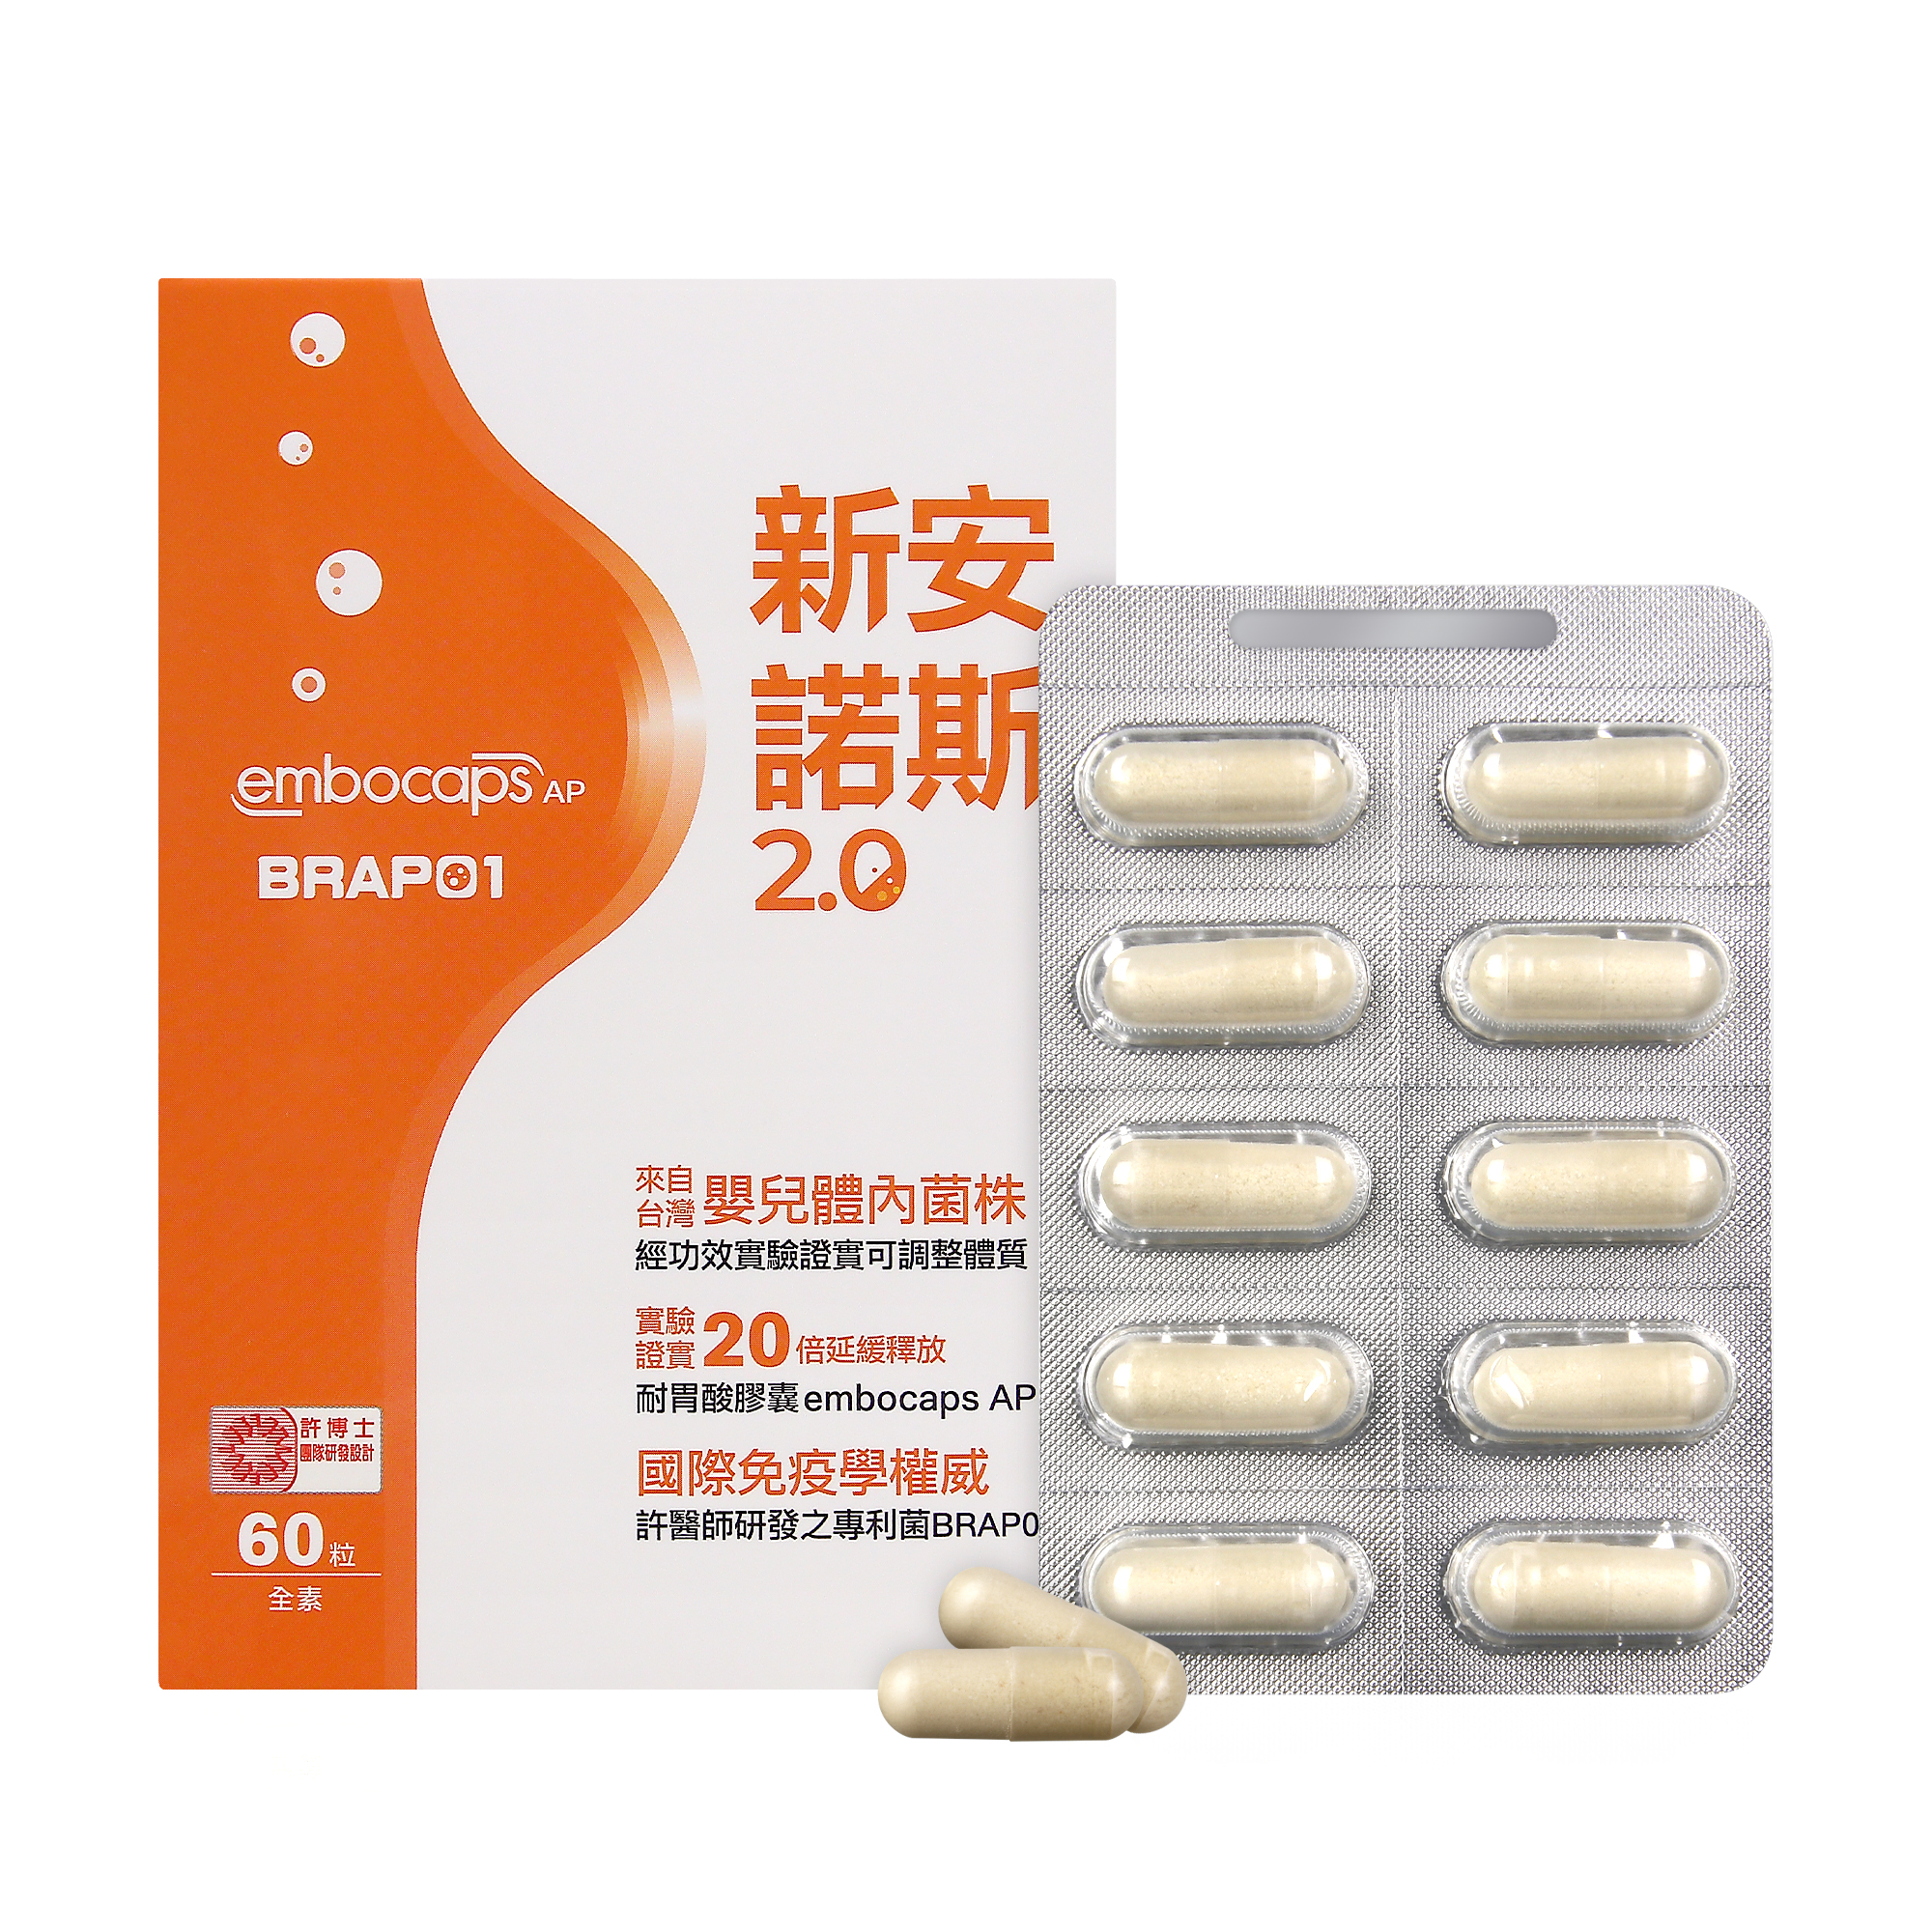 新安
諾斯
2.0
embocaps AP
BRAP01
來自
台灣 嬰兒體內菌株
經功效實驗證實可調整體質
實驗
證實 20 倍延緩釋放
耐胃酸膠囊embocaps AP
國際免疫學權威
許醫師研發之專利菌BRAP0
許博士
團隊研發設計
60粒
全素